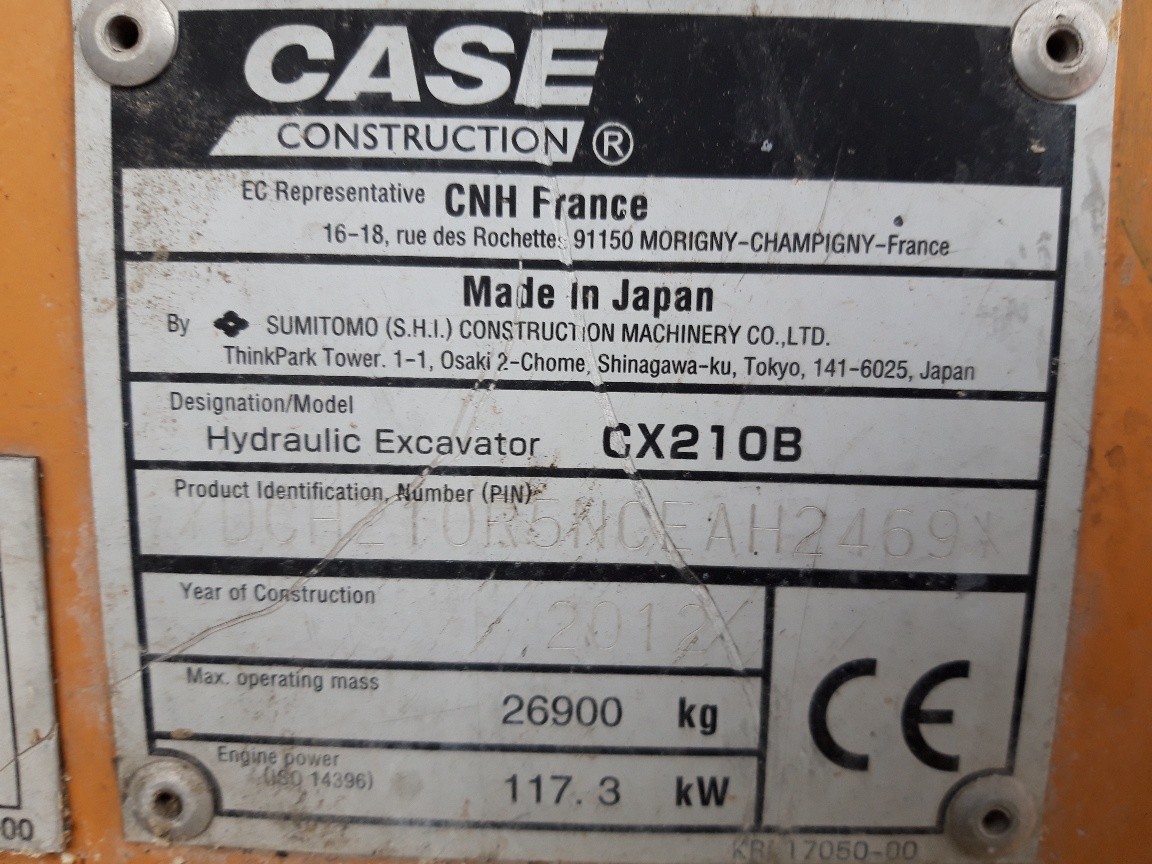 CASE
CONSTRUCTION ®
EC Representative CNH France
16-18, rue des Rochettes 91150 MORIGNY-CHAMPIGNY-France
Made in Japan
By SUMITOMO (S.H.I.) CONSTRUCTION MACHINERY CO.,LTD.
ThinkPark Tower. 1-1, Osaki 2-Chome, Shinagawa-ku, Tokyo, 141-6025, Japan
Designation/Model
Hydraulic Excavator CX210B
Product Identification Number (PIN)
*DCH210R5NCEAH2469*
Year of Construction
2012
Max. operating mass
26900 kg
Engine power
(ISO 14396)
117.3 kW
CE
00